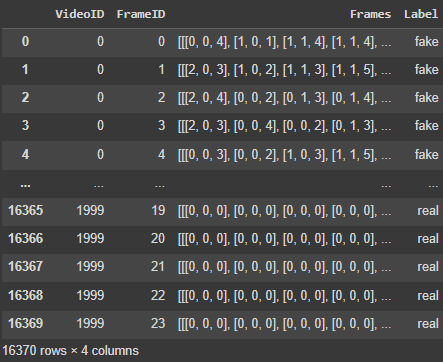 VideoID FrameID Frames Label
0 0 0 [[[0, 0, 4], [1, 0, 1], [1, 1, 4], [1, 1, 4], ... fake
1 0 1 [[[2, 0, 3], [1, 0, 2], [1, 1, 3], [1, 1, 5], ... fake
2 0 2 [[[2, 0, 4], [0, 0, 2], [0, 1, 3], [0, 1, 4], ... fake
3 0 3 [[[2, 0, 3], [0, 0, 4], [0, 0, 2], [0, 1, 3], ... fake
4 0 4 [[[0, 0, 3], [0, 0, 2], [1, 0, 3], [1, 1, 5], ... fake
... ... ... ... ...
16365 1999 19 [[[0, 0, 0], [0, 0, 0], [0, 0, 0], [0, 0, 0], ... real
16366 1999 20 [[[0, 0, 0], [0, 0, 0], [0, 0, 0], [0, 0, 0], ... real
16367 1999 21 [[[0, 0, 0], [0, 0, 0], [0, 0, 0], [0, 0, 0], ... real
16368 1999 22 [[[0, 0, 0], [0, 0, 0], [0, 0, 0], [0, 0, 0], ... real
16369 1999 23 [[[0, 0, 0], [0, 0, 0], [0, 0, 0], [0, 0, 0], ... real
16370 rows × 4 columns